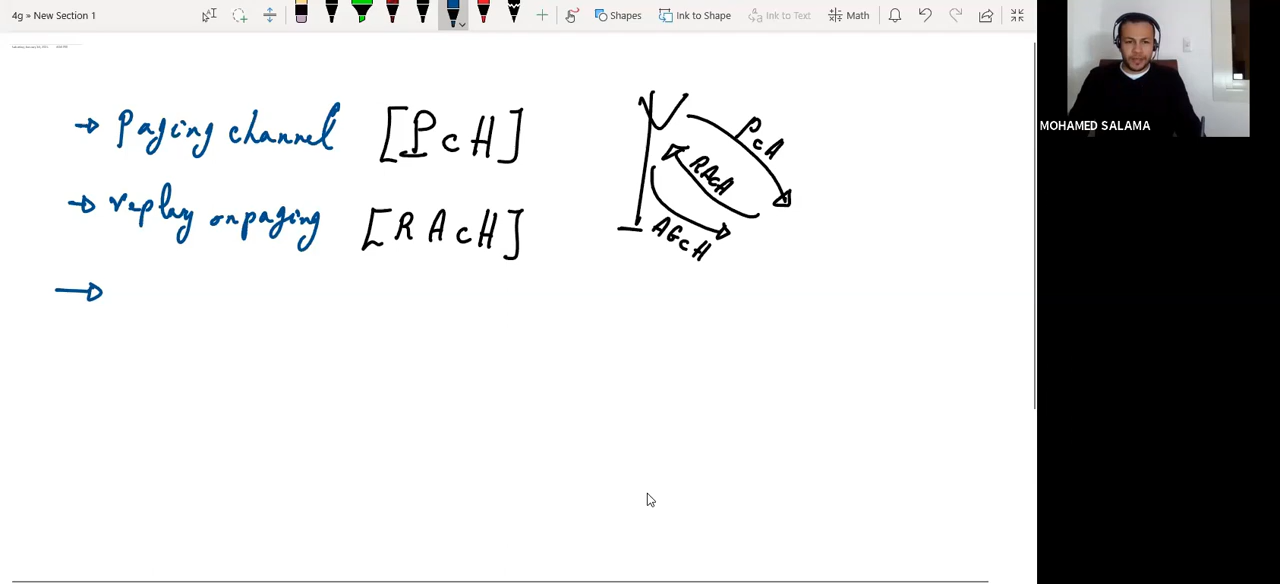 4g » New Section 1
Shapes
Ink to Shape
Ink to Text
Math
MOHAMED SALAMA
→ Paging channel [PcH]
→ replay onpaging [RAcH]
→
PcA
RAcH
AGcH